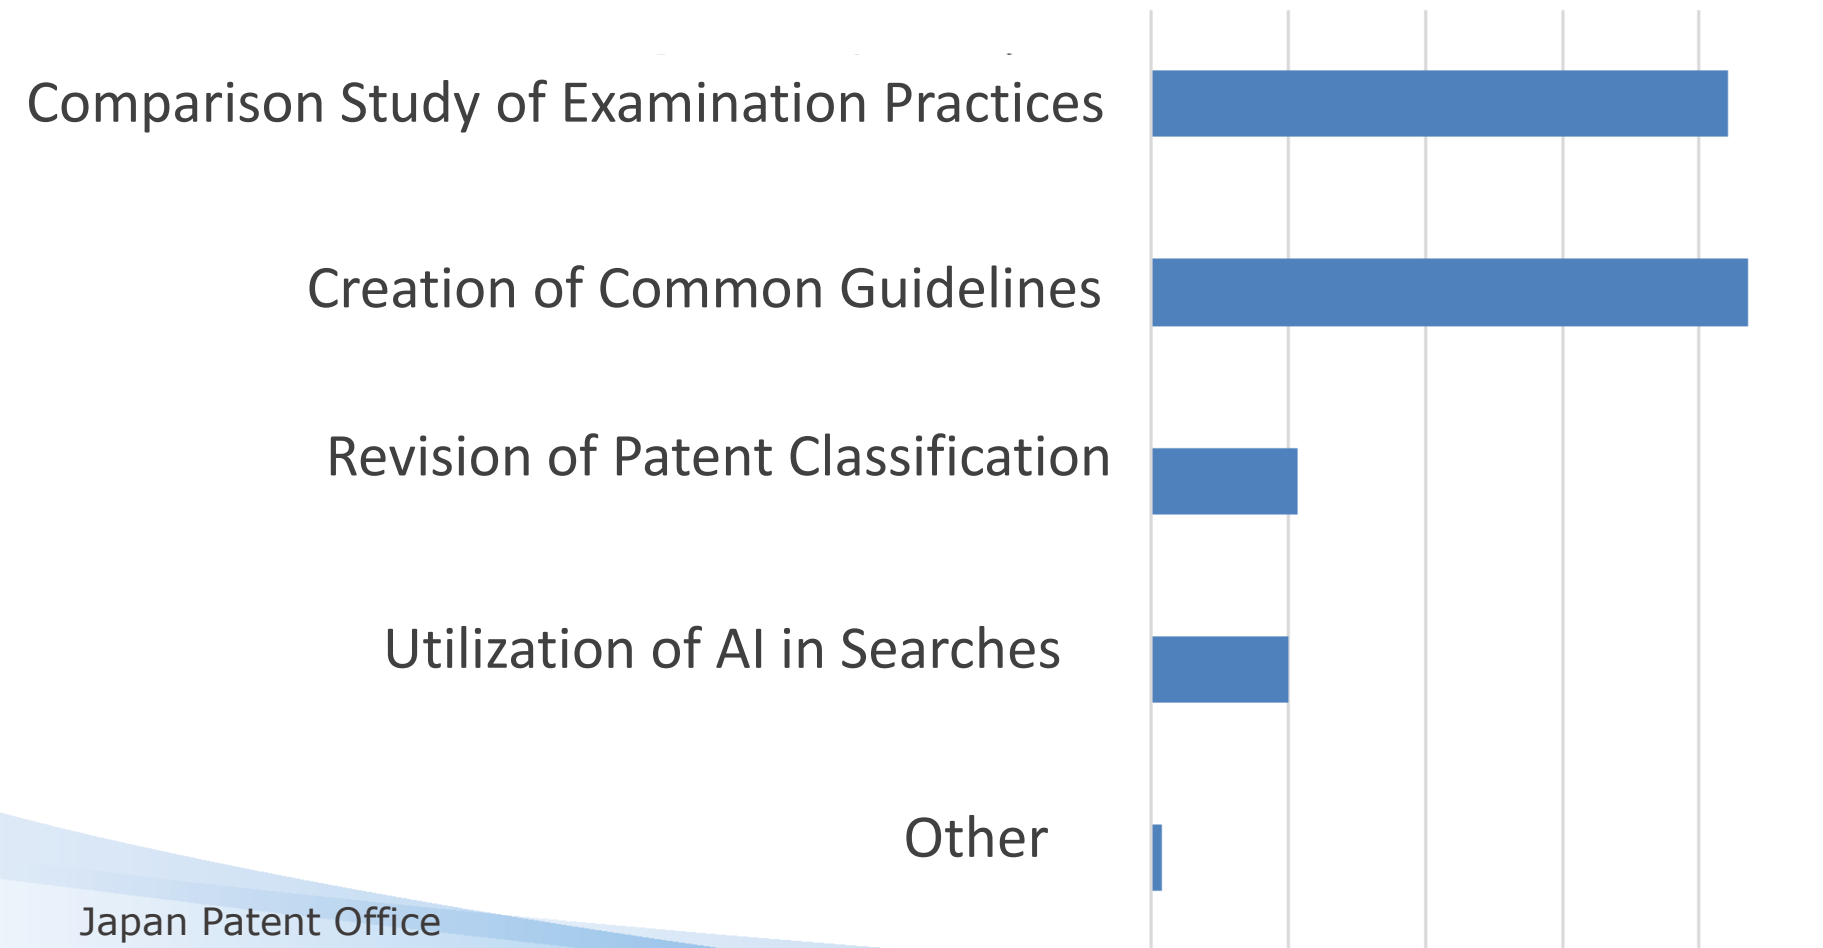 Comparison Study of Examination Practices
Creation of Common Guidelines
Revision of Patent Classification
Utilization of AI in Searches
Other
Japan Patent Office